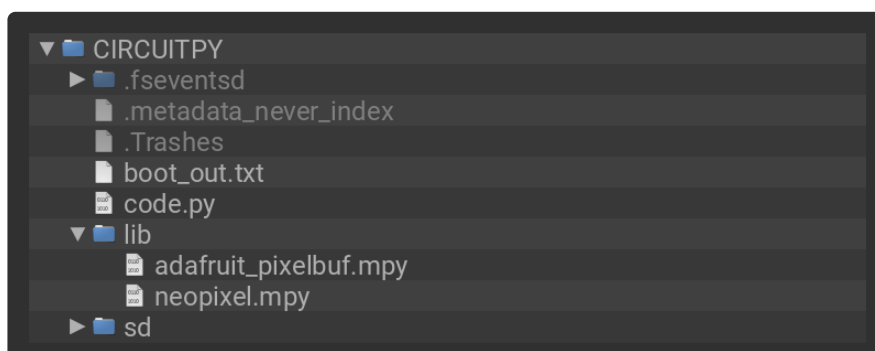 CIRCUITPY
.fseventsd
.metadata_never_index
.Trashes
boot_out.txt
code.py
lib
adafruit_pixelbuf.mpy
neopixel.mpy
sd